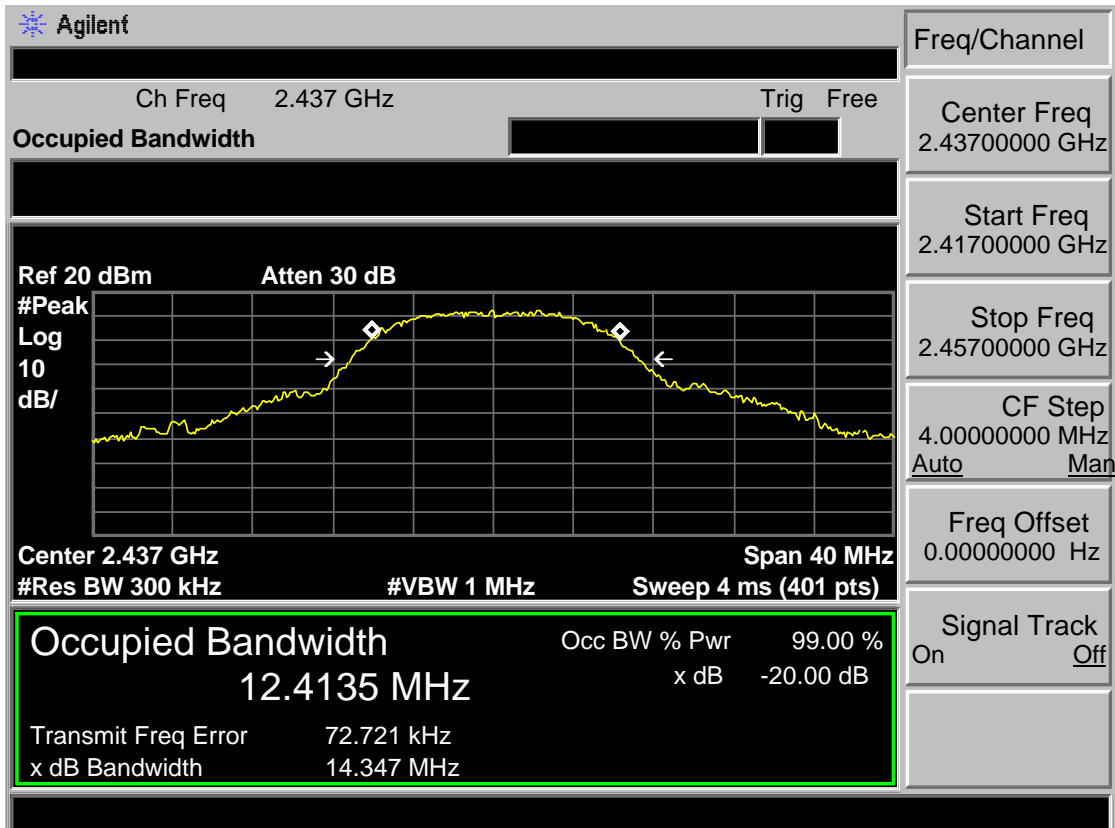 Agilent
Freq/Channel
Ch Freq 2.437 GHz Trig Free
Occupied Bandwidth
Center Freq
2.43700000 GHz
Start Freq
2.41700000 GHz
Stop Freq
2.45700000 GHz
CF Step
4.00000000 MHz
Auto Man
Freq Offset
0.00000000 Hz
Signal Track
On Off
Ref 20 dBm Atten 30 dB
#Peak
Log
10
dB/
Center 2.437 GHz Span 40 MHz
#Res BW 300 kHz #VBW 1 MHz Sweep 4 ms (401 pts)
Occupied Bandwidth Occ BW % Pwr 99.00 %
12.4135 MHz x dB -20.00 dB
Transmit Freq Error 72.721 kHz
x dB Bandwidth 14.347 MHz